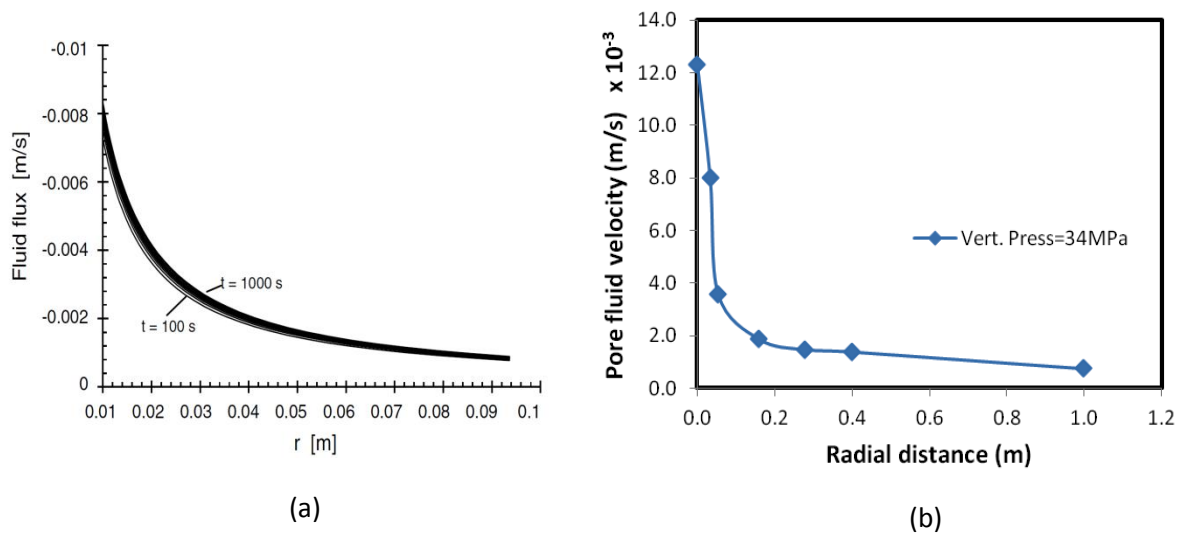 -0.01
-0.008
-0.006
-0.004
-0.002
0
Fluid flux [m/s]
t = 1000 s
t = 100 s
0.01 0.02 0.03 0.04 0.05 0.06 0.07 0.08 0.09 0.1
r [m]
(a)
14.0
12.0
10.0
8.0
6.0
4.0
2.0
0.0
Pore fluid velocity (m/s) x 10⁻³
Vert. Press=34MPa
0.0 0.2 0.4 0.6 0.8 1.0 1.2
Radial distance (m)
(b)